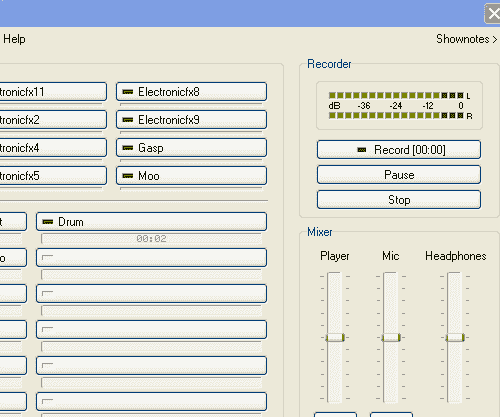 Help
Shownotes >
tronicfx11
Electronicfx8
tronicfx2
Electronicfx9
tronicfx4
Gasp
tronicfx5
Moo
t
Drum
00:02
o
Recorder
L
dB -36 -24 -12 0
R
Record [00:00]
Pause
Stop
Mixer
Player Mic Headphones